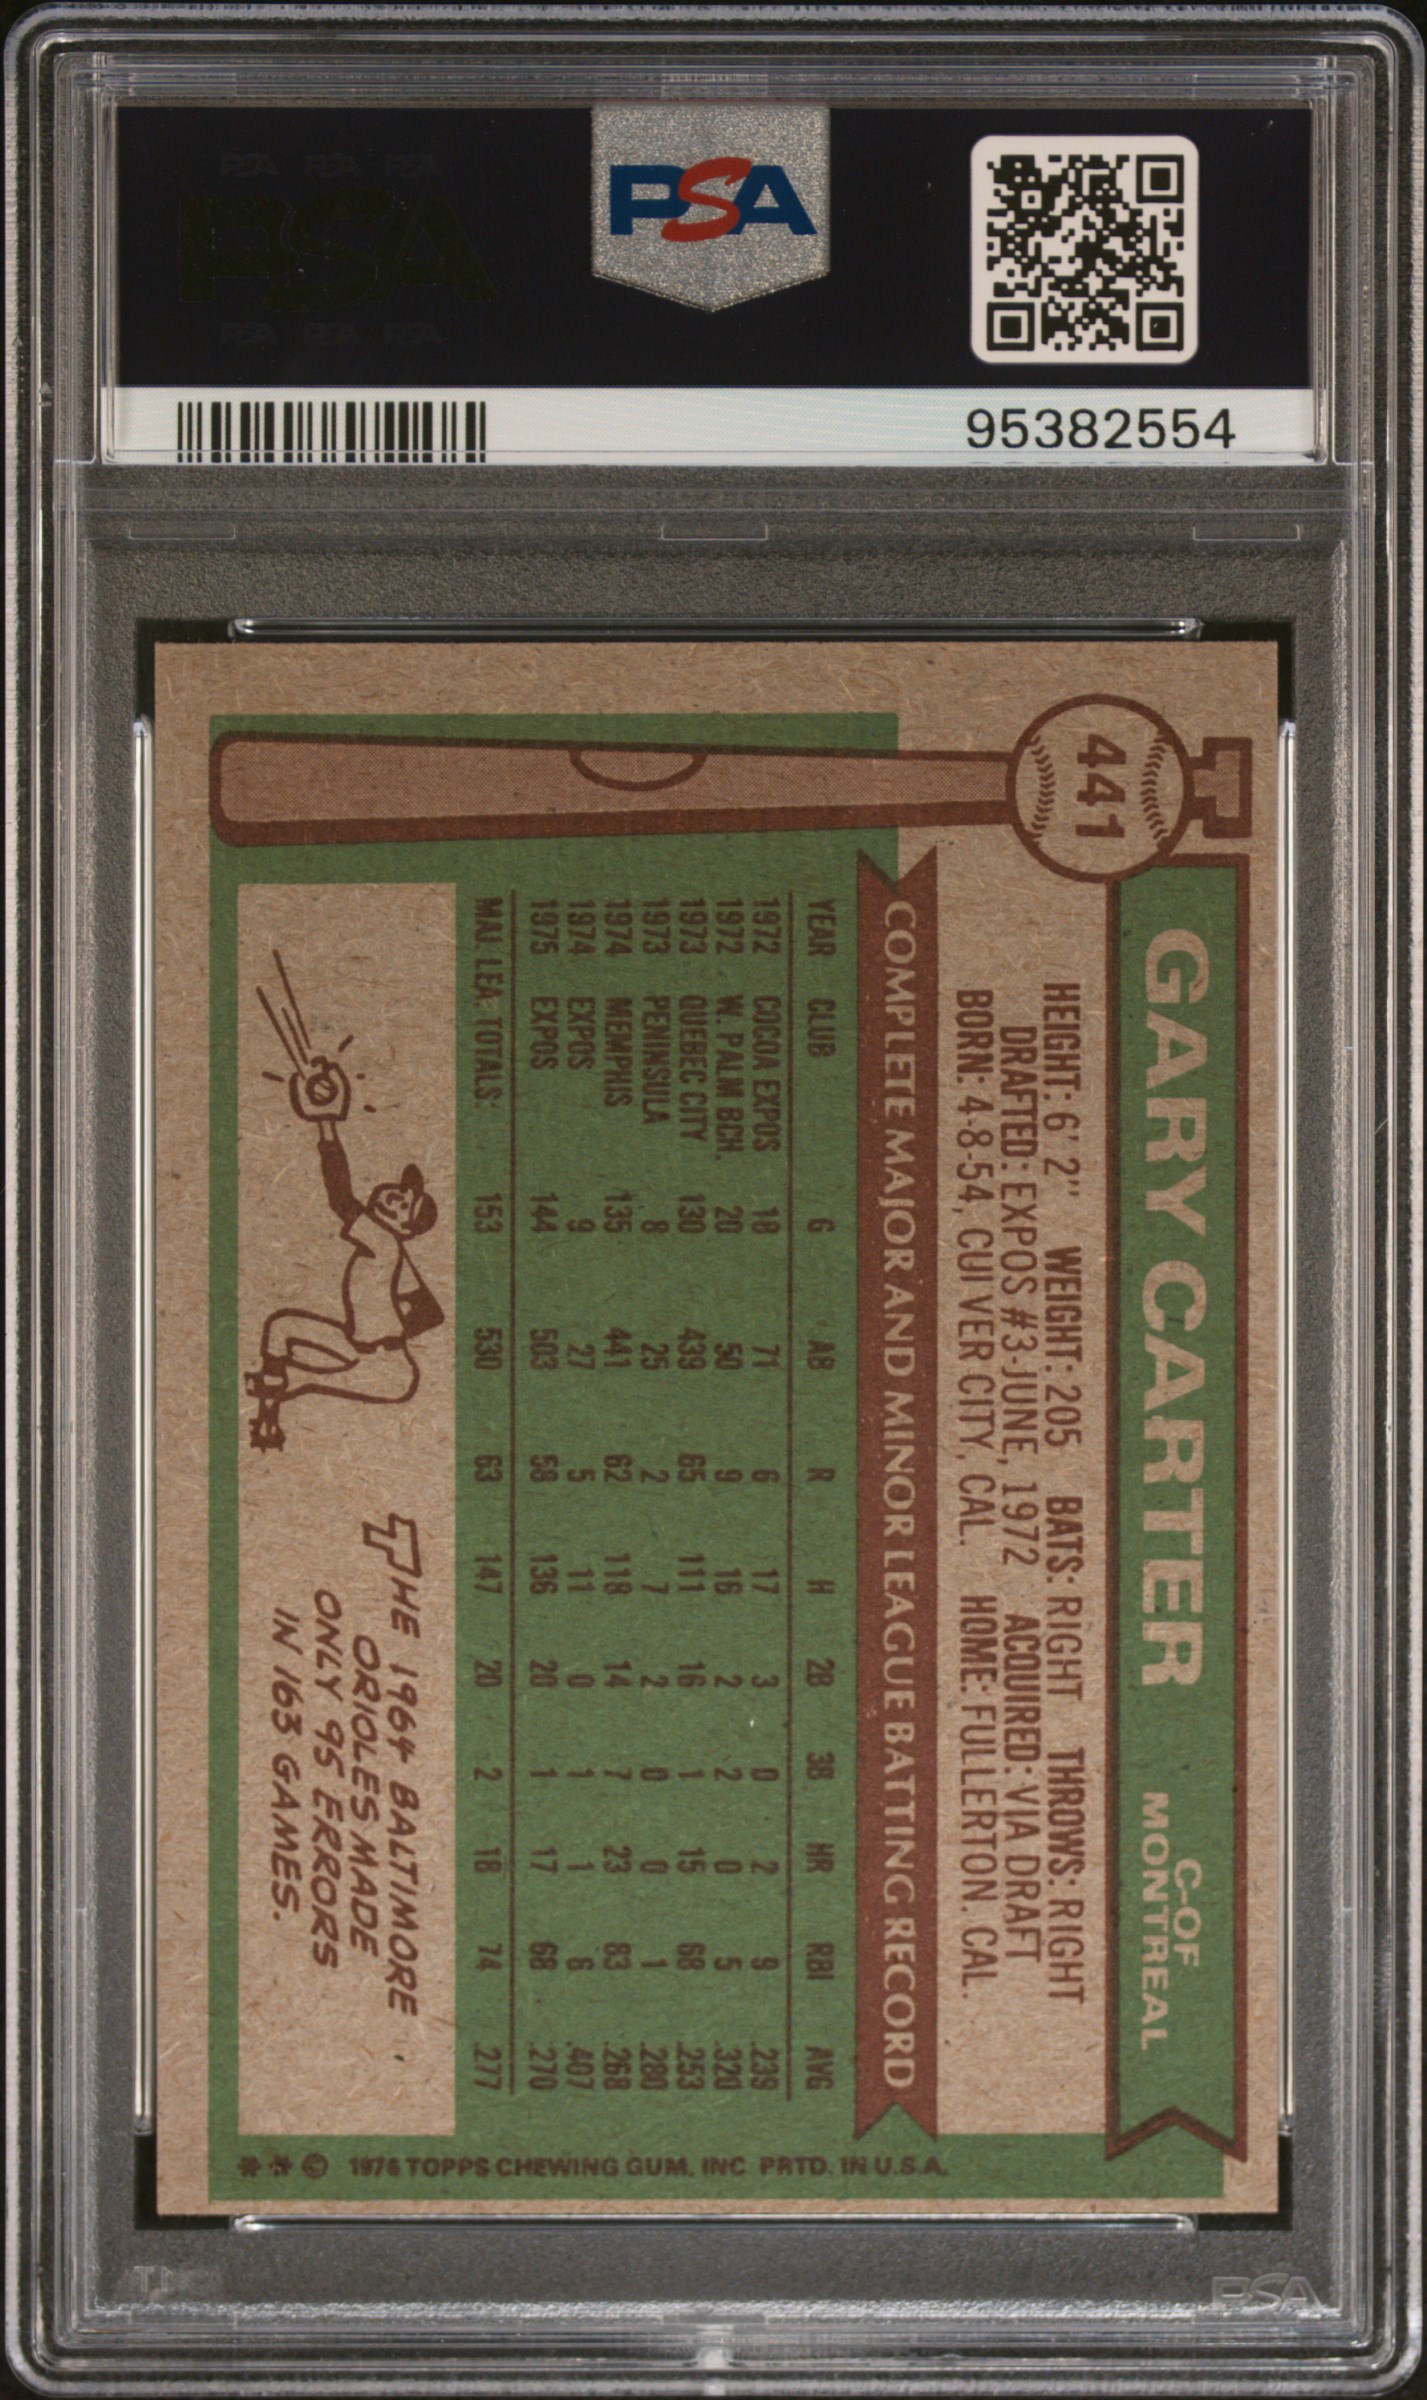 PSA PSA PSA
PSA
PSA PSA PSA
PSA
95382554
441
GARY CARTER
C-OF
MONTREAL
HEIGHT: 6' 2" WEIGHT: 205 BATS: RIGHT THROWS: RIGHT
DRAFTED: EXPOS #3-JUNE, 1972 ACQUIRED: VIA DRAFT
BORN: 4-8-54, CULVER CITY, CAL. HOME: FULLERTON. CAL.
COMPLETE MAJOR AND MINOR LEAGUE BATTING RECORD
YEAR CLUB G AB R H 2B 3B HR RBI AVG
1972 COCOA EXPOS 18 71 6 17 3 0 2 9 .239
1972 W. PALM BCH. 20 50 9 16 2 2 0 5 .320
1973 QUEBEC CITY 130 439 65 111 16 1 15 68 .253
1973 PENINSULA 8 25 2 7 2 0 0 1 .280
1974 MEMPHIS 135 441 62 118 14 7 23 83 .268
1974 EXPOS 9 27 5 11 0 1 1 6 .407
1975 EXPOS 144 503 58 136 20 1 17 68 .270
MAJ. LEA. TOTALS: 153 530 63 147 20 2 18 74 .277
THE 1964 BALTIMORE
ORIOLES MADE
ONLY 95 ERRORS
IN 163 GAMES.
* * © 1976 TOPPS CHEWING GUM, INC. PRTD. IN U.S.A.
PSA